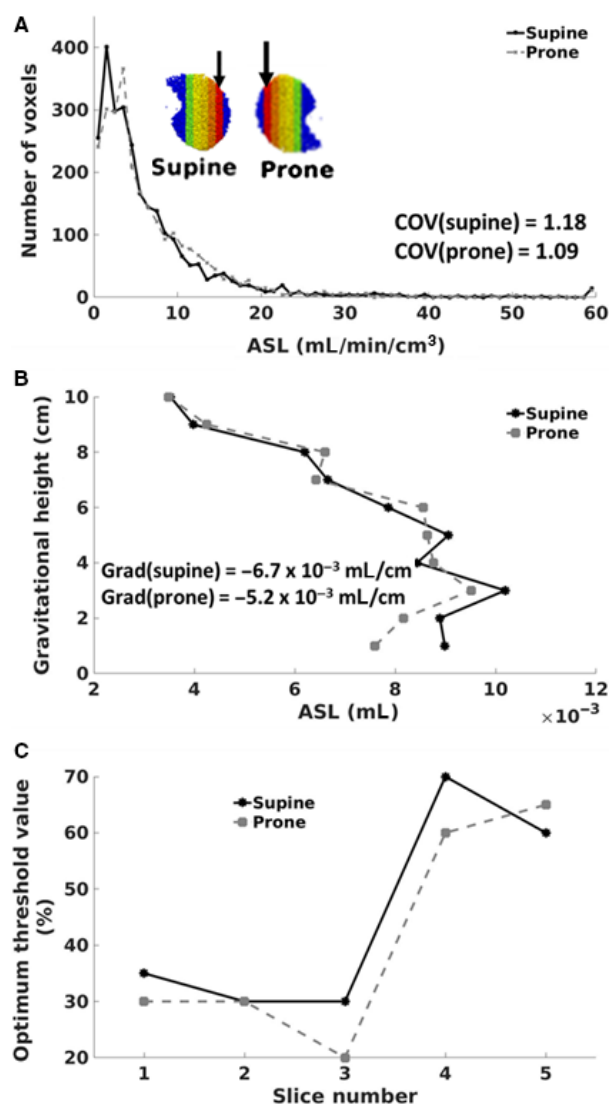 A
Supine
Prone
Number of voxels
400
300
200
100
0
Supine Prone
COV(supine) = 1.18
COV(prone) = 1.09
0 10 20 30 40 50 60
ASL (mL/min/cm³)
B
Supine
Prone
Gravitational height (cm)
10
8
6
4
2
0
Grad(supine) = −6.7 x 10⁻³ mL/cm
Grad(prone) = −5.2 x 10⁻³ mL/cm
2 4 6 8 10 12
ASL (mL)
×10⁻³
C
Supine
Prone
Optimum threshold value
(%)
70
60
50
40
30
20
1 2 3 4 5
Slice number